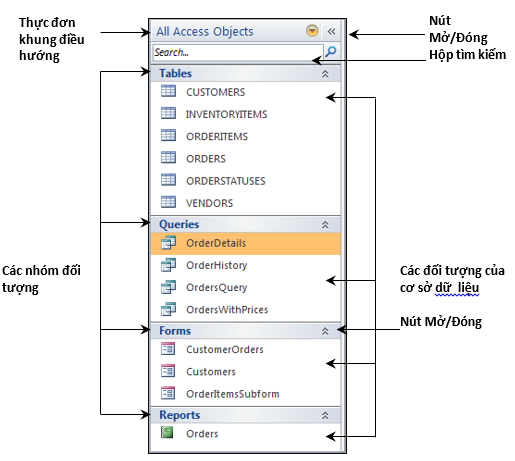 Thực đơn
khung điều
hướng
All Access Objects
Nút
Mở/Đóng
Search...
Hộp tìm kiếm
Tables
CUSTOMERS
INVENTORYITEMS
ORDERITEMS
ORDERS
ORDERSTATUSES
VENDORS
Queries
OrderDetails
OrderHistory
OrdersQuery
OrdersWithPrices
Các nhóm đối
tượng
Các đối tượng của
cơ sở dữ liệu
Nút Mở/Đóng
Forms
CustomerOrders
Customers
OrderItemsSubform
Reports
Orders